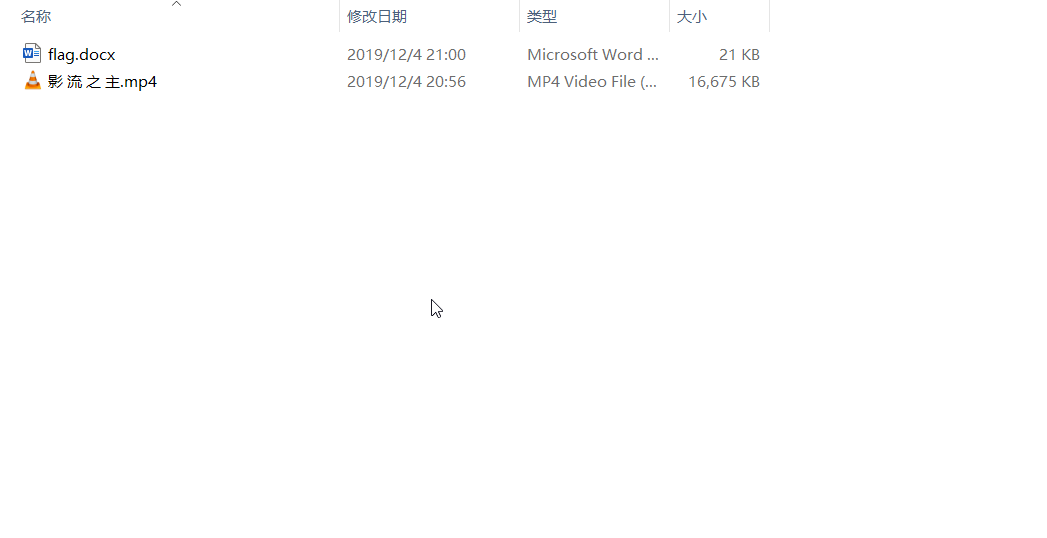 名称 修改日期 类型 大小
flag.docx 2019/12/4 21:00 Microsoft Word ... 21 KB
影 流 之 主.mp4 2019/12/4 20:56 MP4 Video File (... 16,675 KB